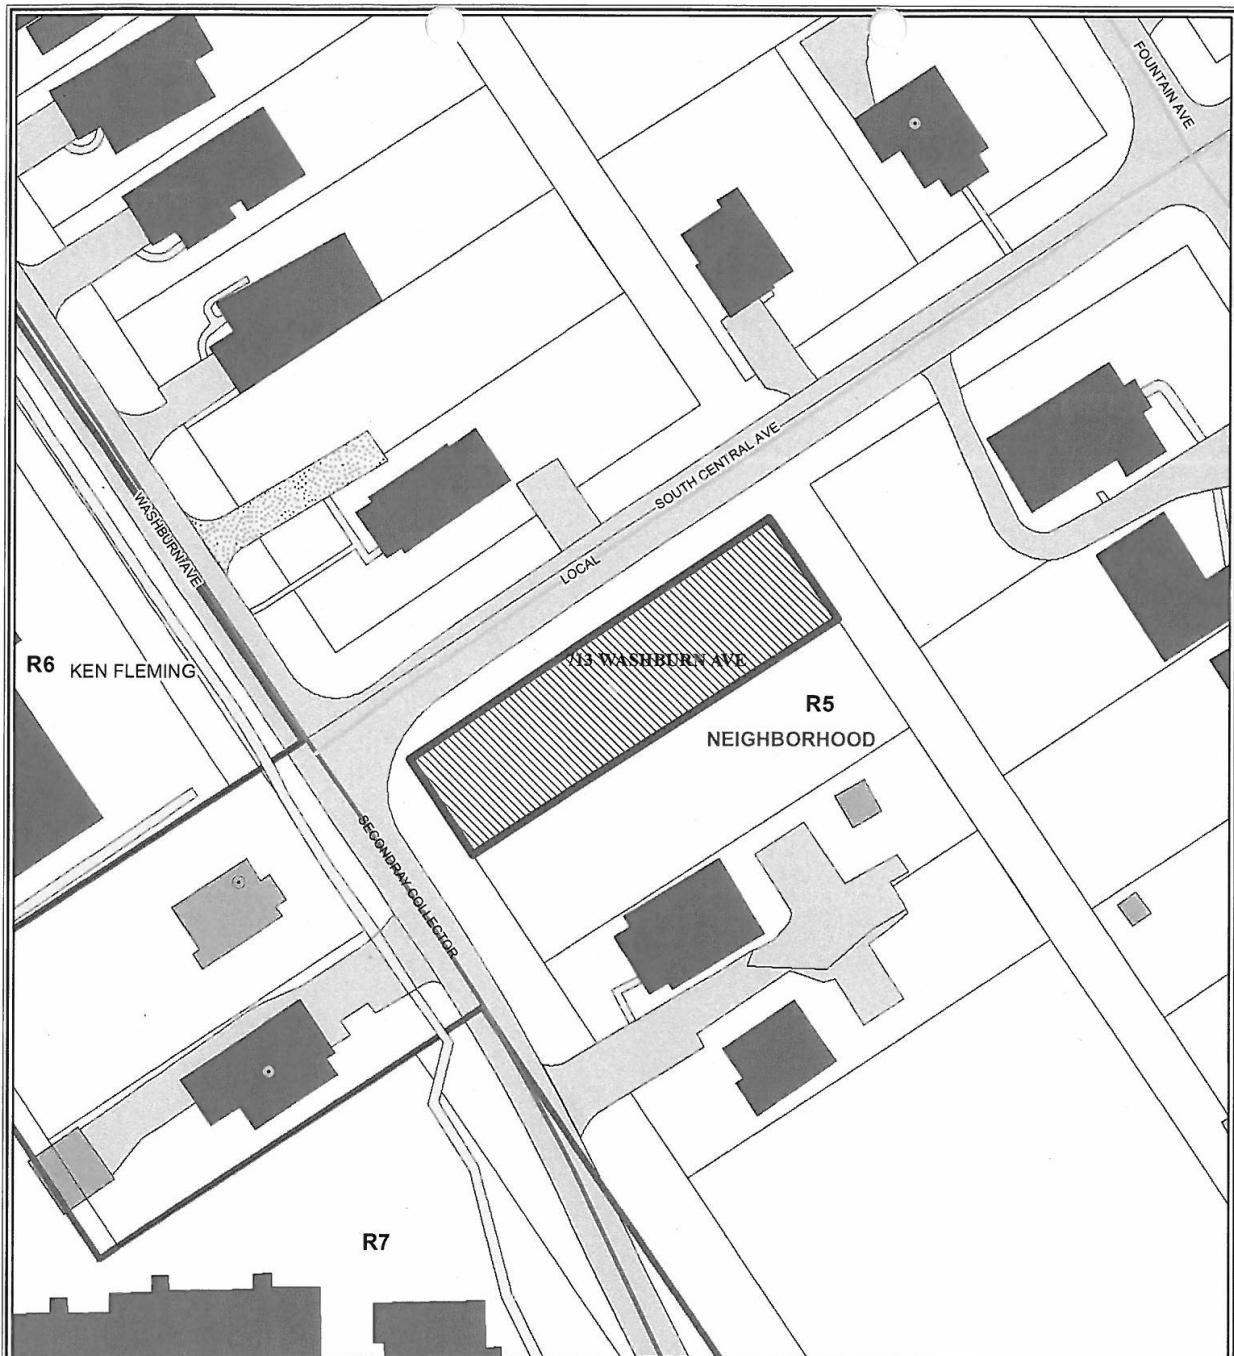 FOUNTAIN AVE
SOUTH CENTRAL AVE
WASHBURN AVE
LOCAL
713 WASHBURN AVE
R6
KEN FLEMING
R5
NEIGHBORHOOD
SECONDRAY COLLECTOR
R7